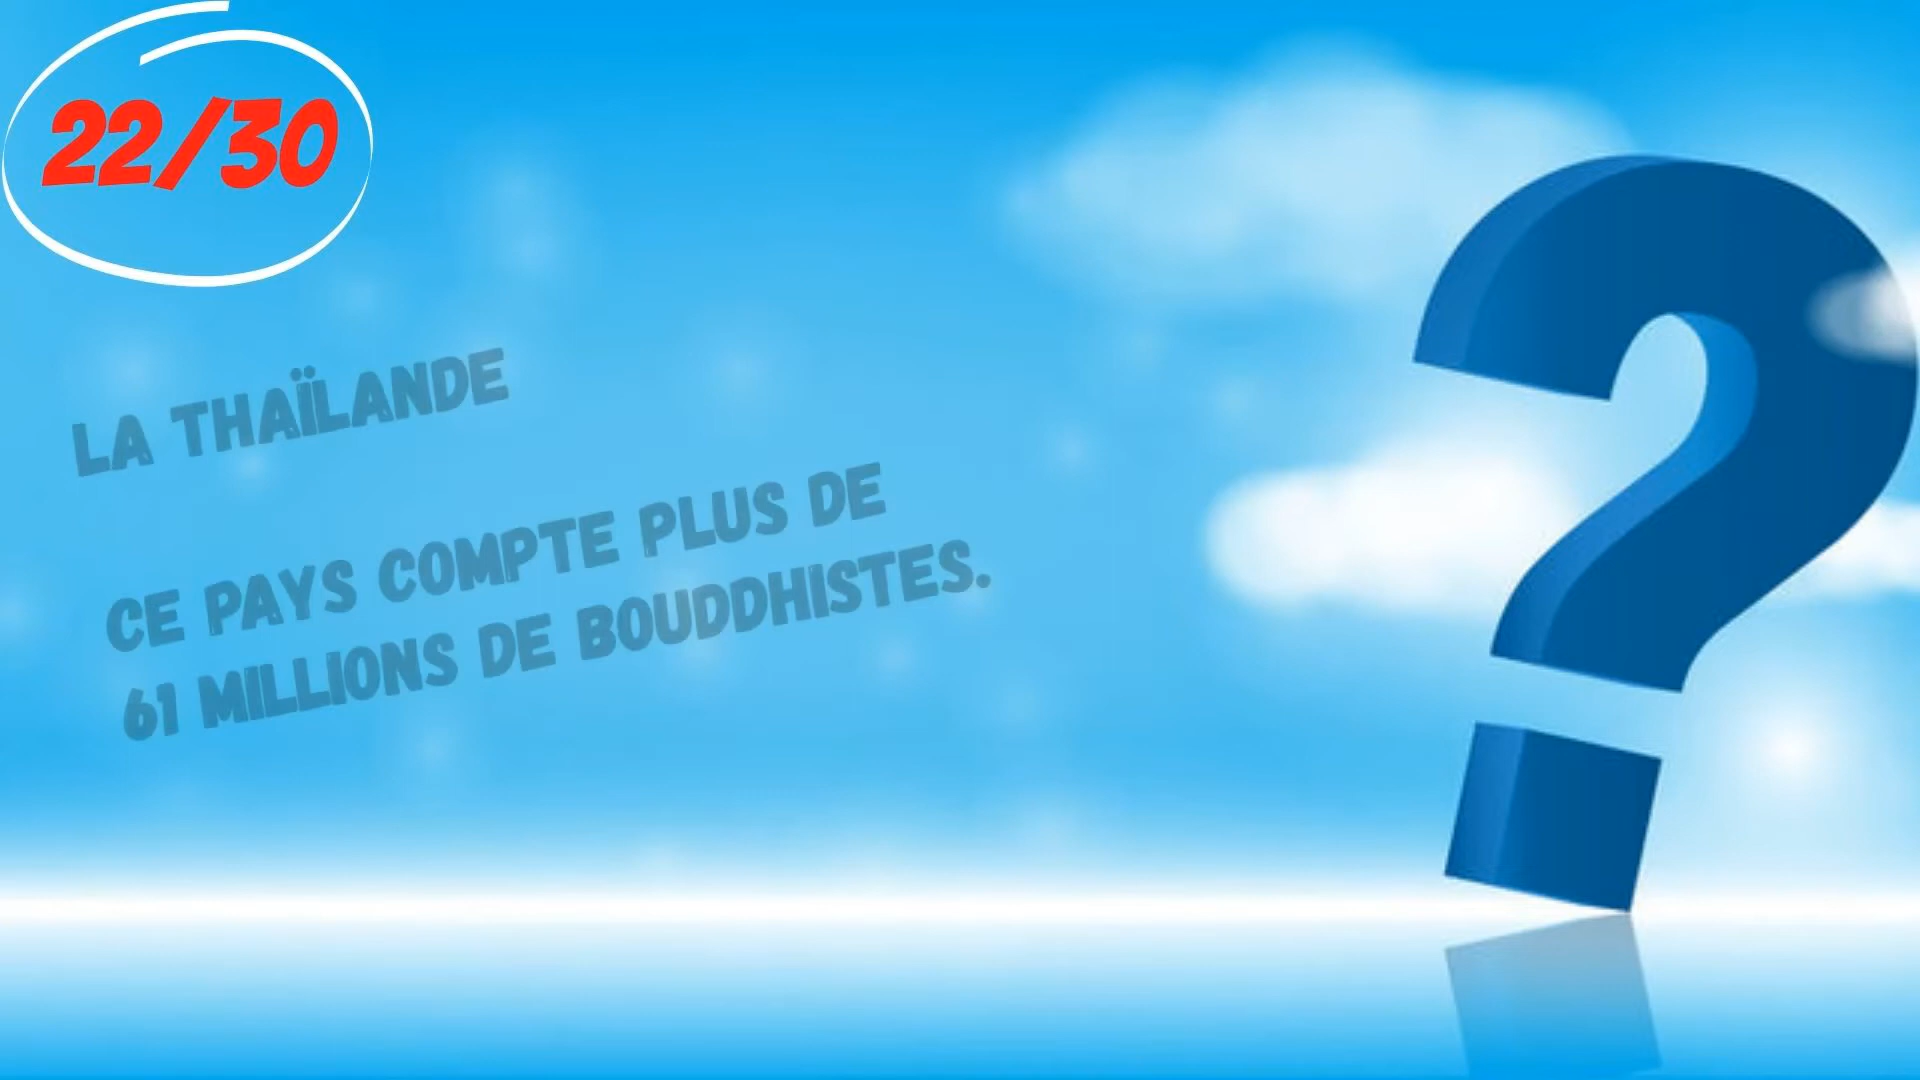 22/30
LA THAÏLANDE
CE PAYS COMPTE PLUS DE
61 MILLIONS DE BOUDDHISTES.